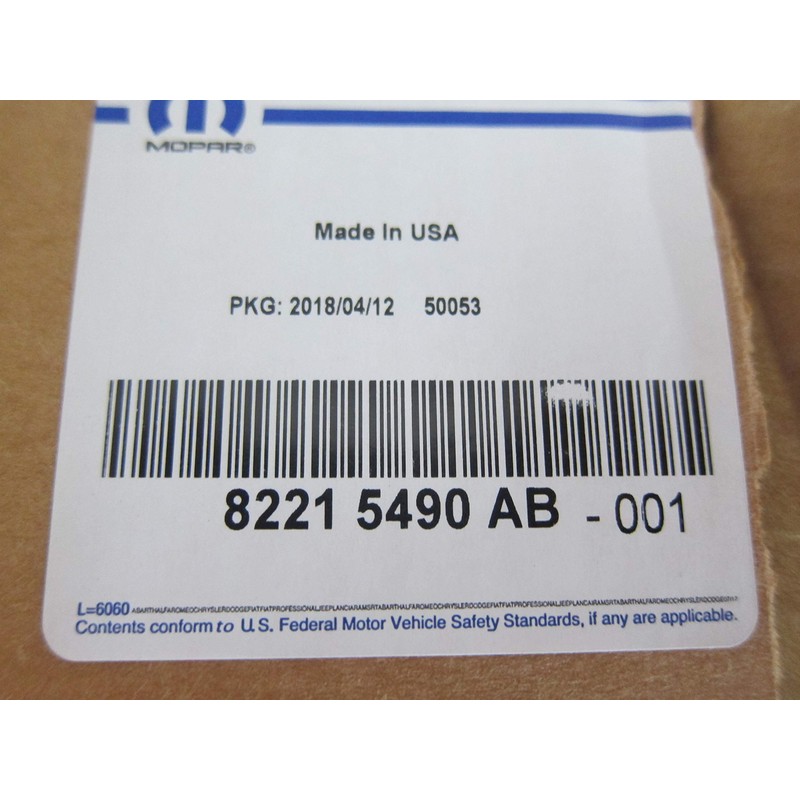 MOPAR®
Made In USA
PKG: 2018/04/12 50053
8221 5490 AB - 001
L=6060
Contents conform to U.S. Federal Motor Vehicle Safety Standards, if any are applicable.